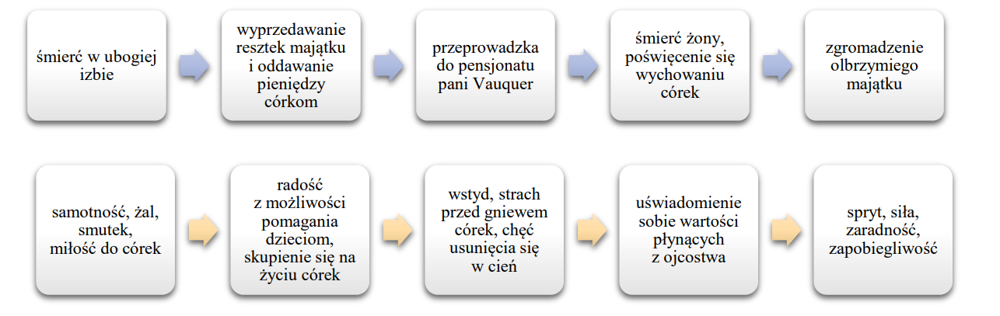 śmierć w ubogiej
izbie
wyprzedawanie
resztek majątku
i oddawanie
pieniędzy
córkom
przeprowadzka
do pensjonatu
pani Vauquer
śmierć żony,
poświęcenie się
wychowaniu
córek
zgromadzenie
olbrzymiego
majątku
samotność, żal,
smutek,
miłość do córek
radość
z możliwości
pomagania
dzieciom,
skupienie się na
życiu córek
wstyd, strach
przed gniewem
córek, chęć
usunięcia się
w cień
uświadomienie
sobie wartości
płynących
z ojcostwa
spryt, siła,
zaradność,
zapobiegliwość